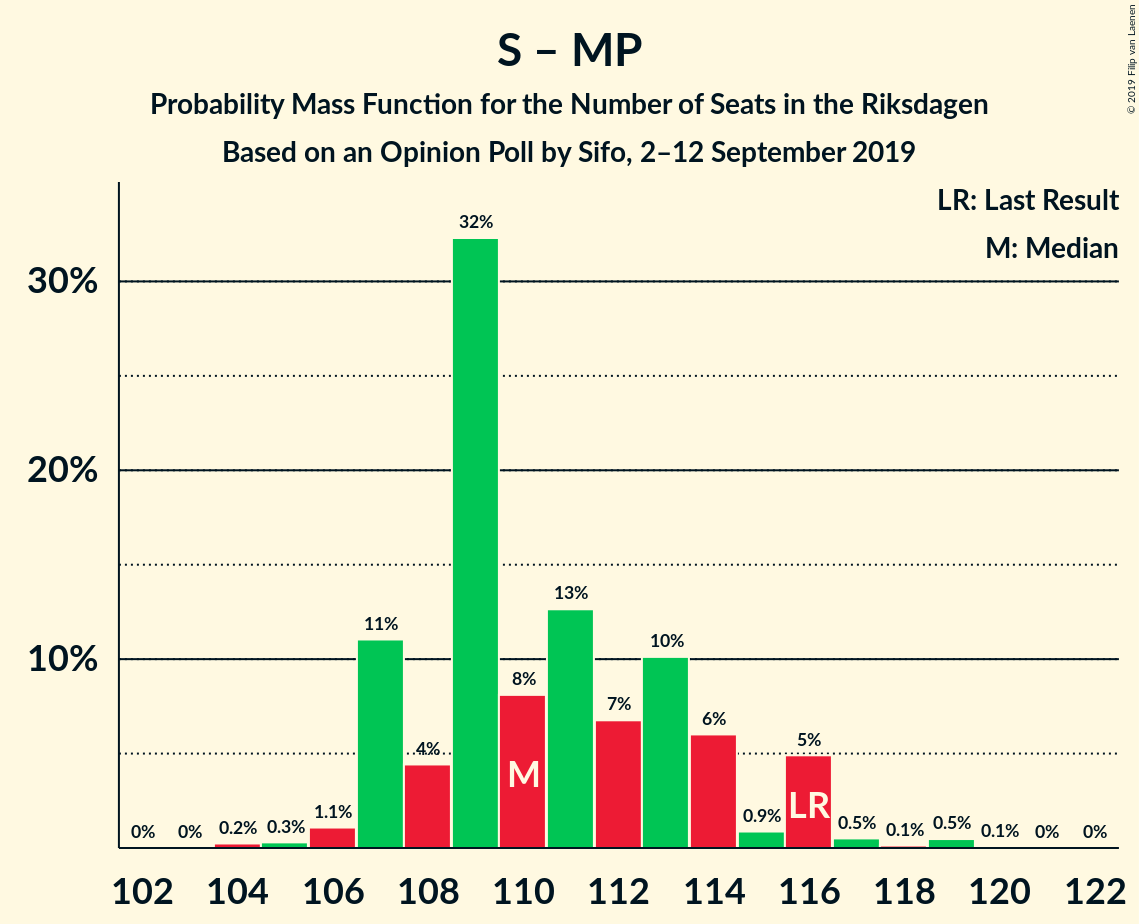 S – MP
Probability Mass Function for the Number of Seats in the Riksdagen
Based on an Opinion Poll by Sifo, 2–12 September 2019
© 2019 Filip van Laenen
LR: Last Result
M: Median
30%
20%
10%
0%
0%
0.2%
0.3%
1.1%
11%
4%
32%
8%
13%
7%
10%
6%
0.9%
5%
0.5%
0.1%
0.5%
0.1%
0%
0%
M
LR
102 104 106 108 110 112 114 116 118 120 122